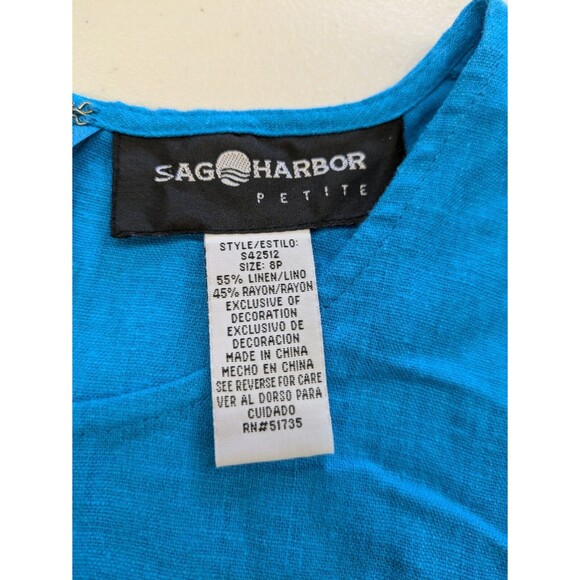 SAG HARBOR
PETITE
STYLE/ESTILO:
S42512
SIZE: 8P
55% LINEN/LINO
45% RAYON/RAYON
EXCLUSIVE OF
DECORATION
EXCLUSIVO DE
DECORACION
MADE IN CHINA
HECHO EN CHINA
SEE REVERSE FOR CARE
VER AL DORSO PARA
CUIDADO
RN#51735